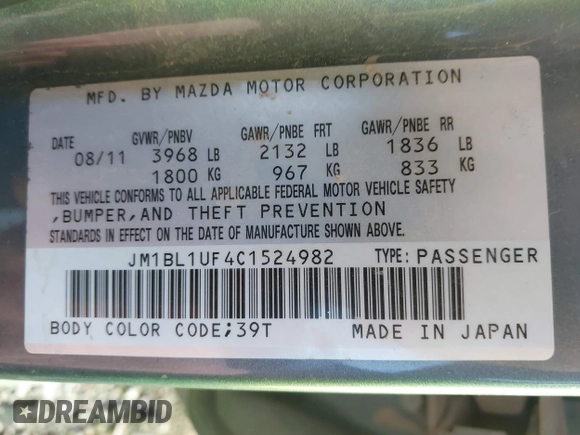 MFD. BY MAZDA MOTOR CORPORATION
DATE GVWR/PNBV GAWR/PNBE FRT GAWR/PNBE RR
08/11 3968 LB 2132 LB 1836 LB
1800 KG 967 KG 833 KG
THIS VEHICLE CONFORMS TO ALL APPLICABLE FEDERAL MOTOR VEHICLE SAFETY
,BUMPER,AND THEFT PREVENTION
STANDARDS IN EFFECT ON THE DATE OF MANUFACTURE SHOWN ABOVE.
JM1BL1UF4C1524982 TYPE: PASSENGER
BODY COLOR CODE;39T MADE IN JAPAN
DREAMBID